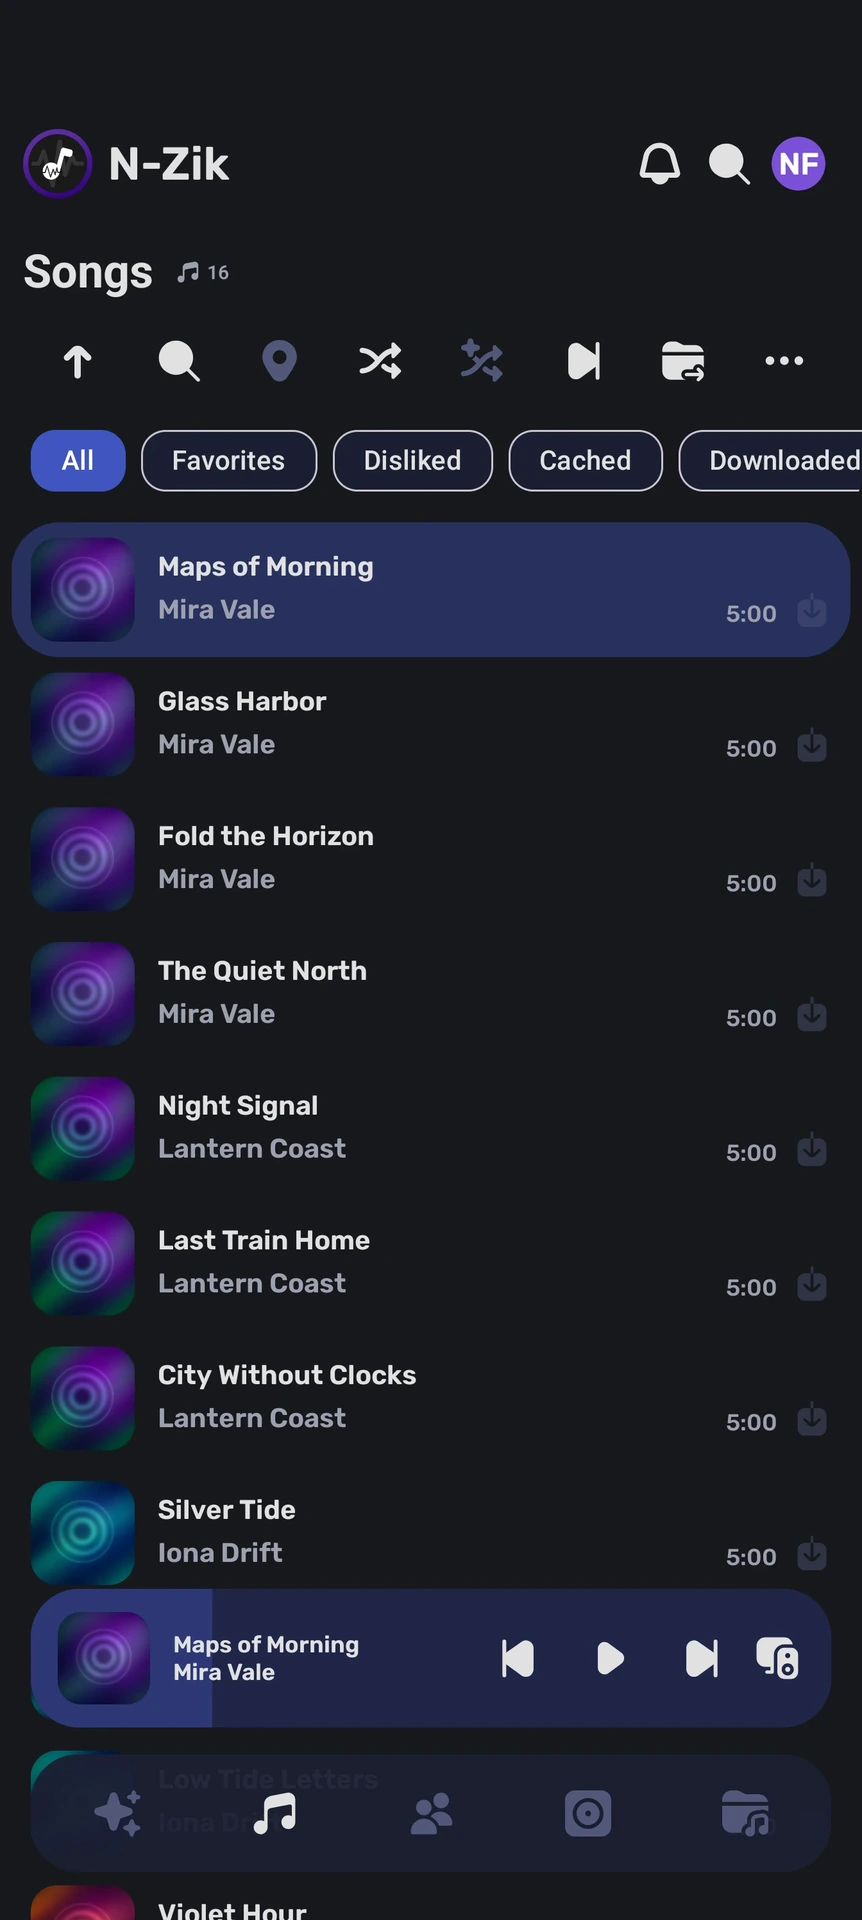 N-Zik
NF
Songs
16
All
Favorites
Disliked
Cached
Downloaded
Maps of Morning
Mira Vale
5:00
Glass Harbor
Mira Vale
5:00
Fold the Horizon
Mira Vale
5:00
The Quiet North
Mira Vale
5:00
Night Signal
Lantern Coast
5:00
Last Train Home
Lantern Coast
5:00
City Without Clocks
Lantern Coast
5:00
Silver Tide
Iona Drift
5:00
Maps of Morning
Mira Vale
Low Tide Letters
Iona Dri
Violet Hour